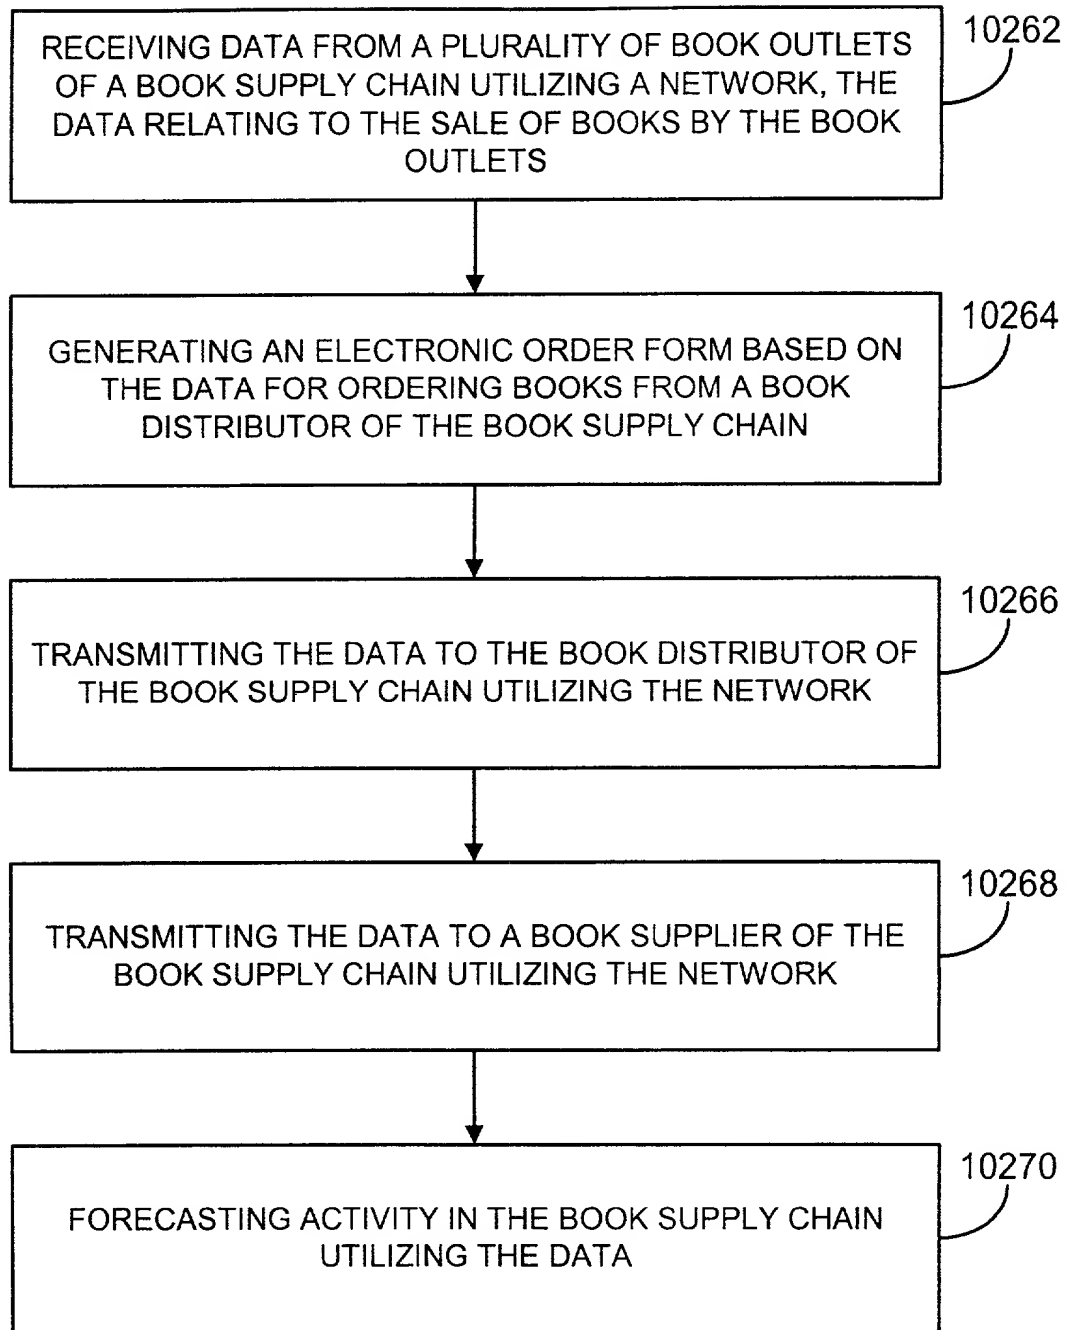 RECEIVING DATA FROM A PLURALITY OF BOOK OUTLETS
OF A BOOK SUPPLY CHAIN UTILIZING A NETWORK, THE
DATA RELATING TO THE SALE OF BOOKS BY THE BOOK
OUTLETS
10262
GENERATING AN ELECTRONIC ORDER FORM BASED ON
THE DATA FOR ORDERING BOOKS FROM A BOOK
DISTRIBUTOR OF THE BOOK SUPPLY CHAIN
10264
TRANSMITTING THE DATA TO THE BOOK DISTRIBUTOR OF
THE BOOK SUPPLY CHAIN UTILIZING THE NETWORK
10266
TRANSMITTING THE DATA TO A BOOK SUPPLIER OF THE
BOOK SUPPLY CHAIN UTILIZING THE NETWORK
10268
FORECASTING ACTIVITY IN THE BOOK SUPPLY CHAIN
UTILIZING THE DATA
10270